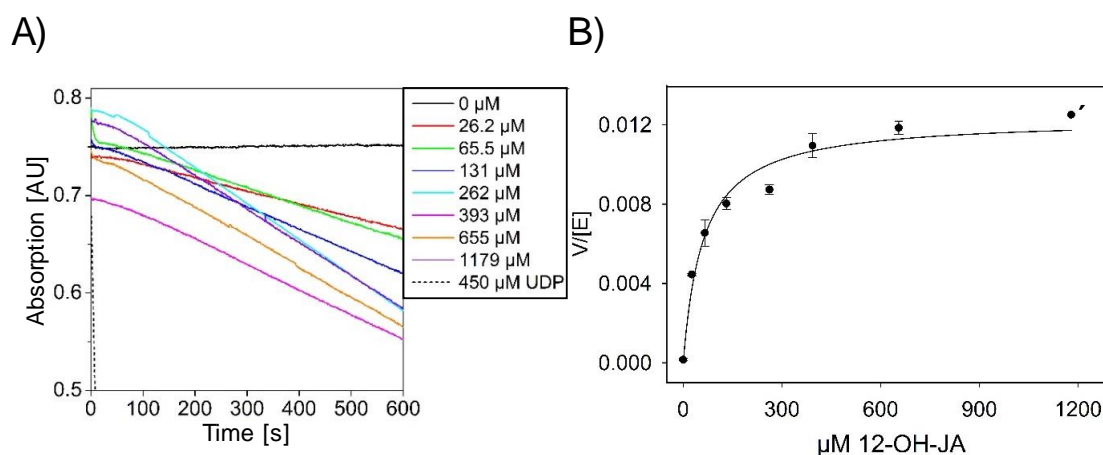 A)
B)
0.8
0.7
0.6
0.5
Absorption [AU]
0 100 200 300 400 500 600
Time [s]
0 µM
26.2 µM
65.5 µM
131 µM
262 µM
393 µM
655 µM
1179 µM
450 µM UDP
0.012
0.008
0.004
0.000
V/[E]
0 300 600 900 1200
µM 12-OH-JA